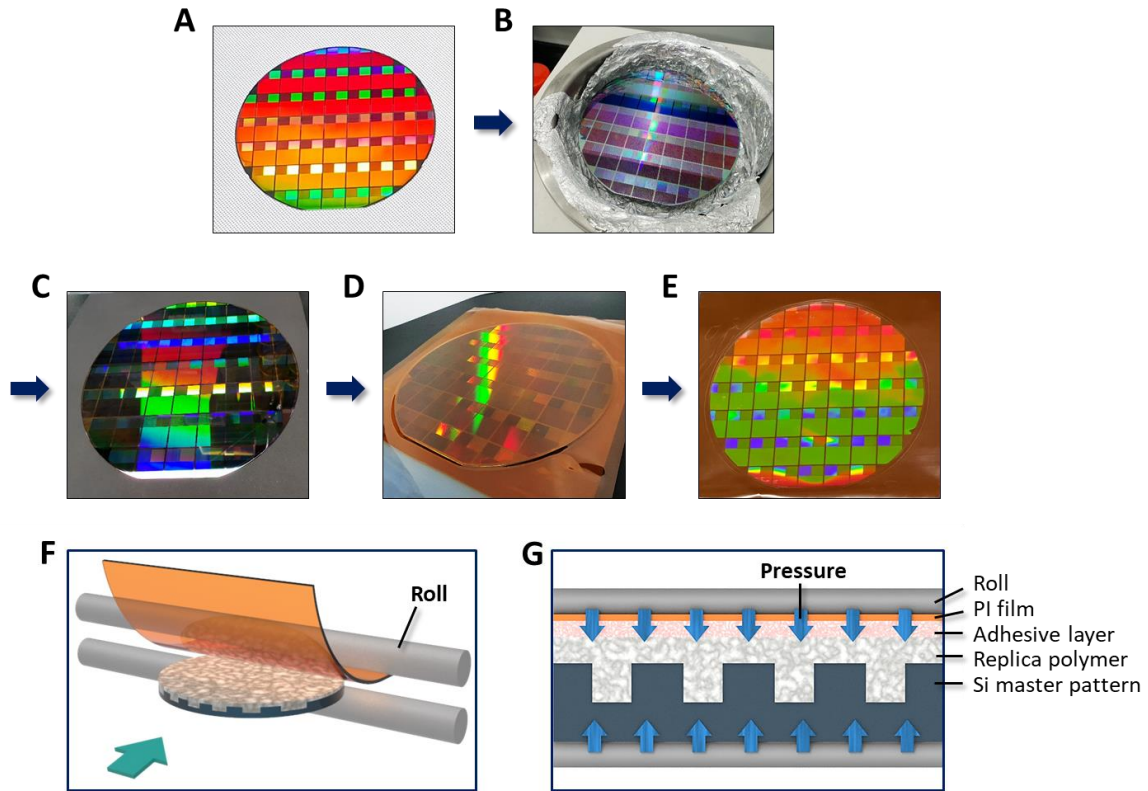 A
B
C
D
E
F
Roll
G
Pressure
Roll
PI film
Adhesive layer
Replica polymer
Si master pattern